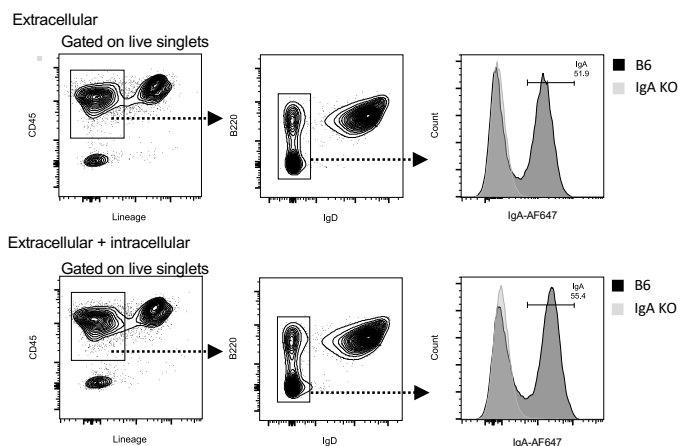 Extracellular
Gated on live singlets
CD45
Lineage
B220
IgD
Count
IgA
51.9
IgA-AF647
B6
IgA KO
Extracellular + intracellular
Gated on live singlets
CD45
Lineage
B220
IgD
Count
IgA
55.4
IgA-AF647
B6
IgA KO